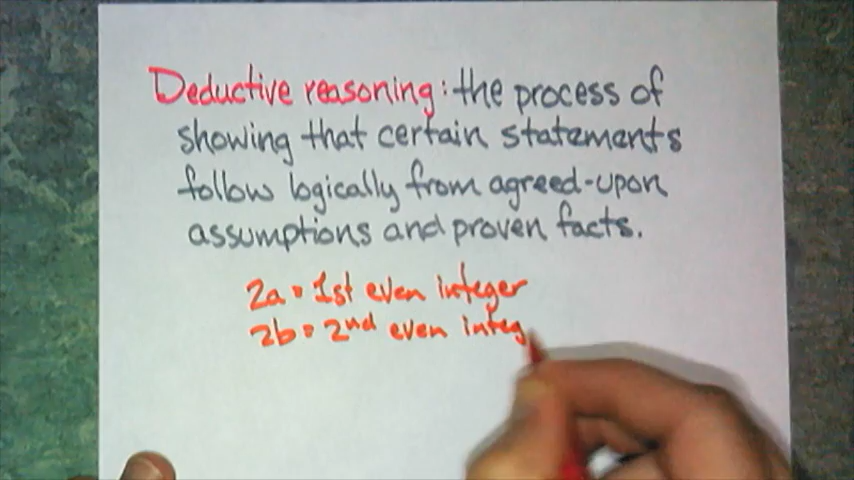 Deductive reasoning: the process of
showing that certain statements
follow logically from agreed-upon
assumptions and proven facts.
2a = 1st even integer
2b = 2nd even integ